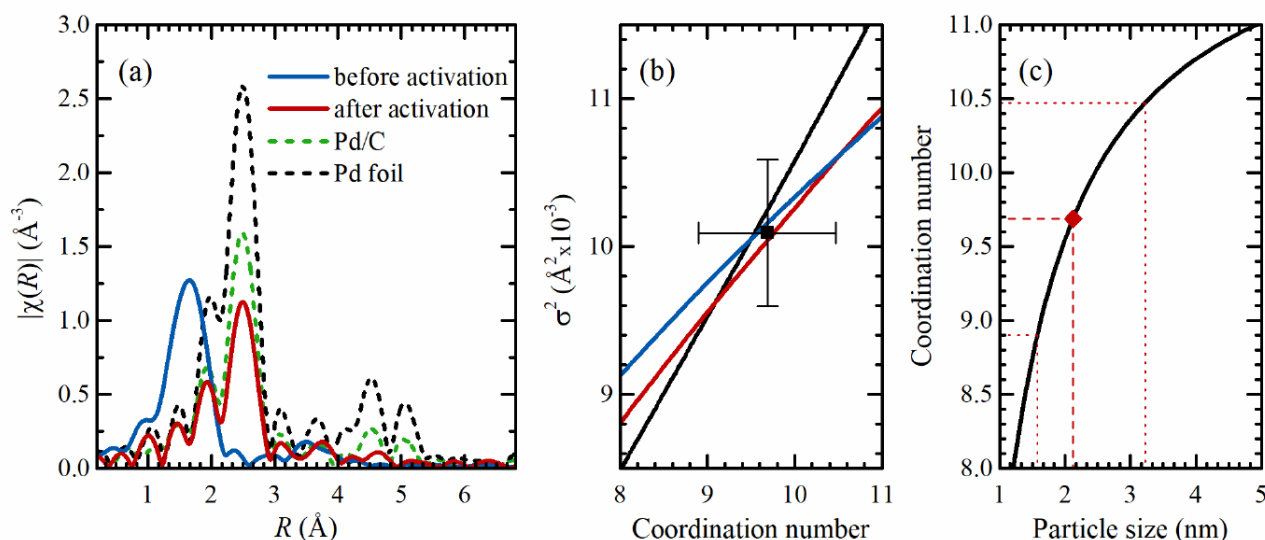 (a)
before activation
after activation
Pd/C
Pd foil
3.0
2.5
2.0
1.5
1.0
0.5
0.0
|χ(R)| (Å⁻³)
1 2 3 4 5 6
R (Å)
(b)
11
10
9
σ² (Å² x10⁻³)
8 9 10 11
Coordination number
(c)
11.0
10.5
10.0
9.5
9.0
8.5
8.0
Coordination number
1 2 3 4 5
Particle size (nm)